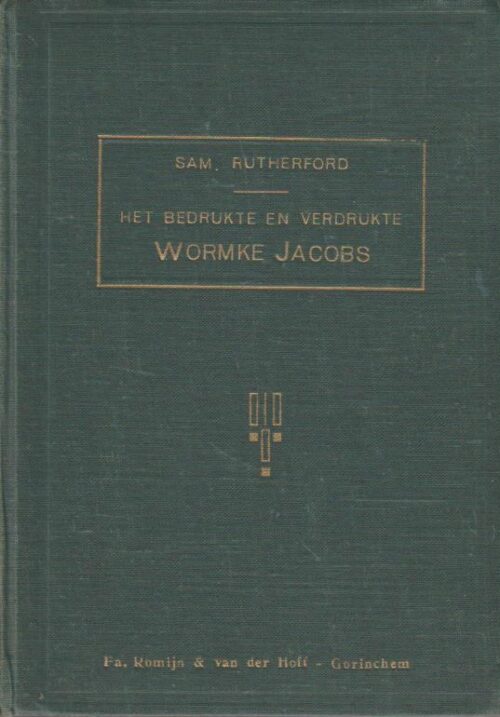 SAM. RUTHERFORD
HET BEDRUKTE EN VERDRUKTE
WORMKE JACOBS
Fa. Romijn & van der Hoff - Gorinchem